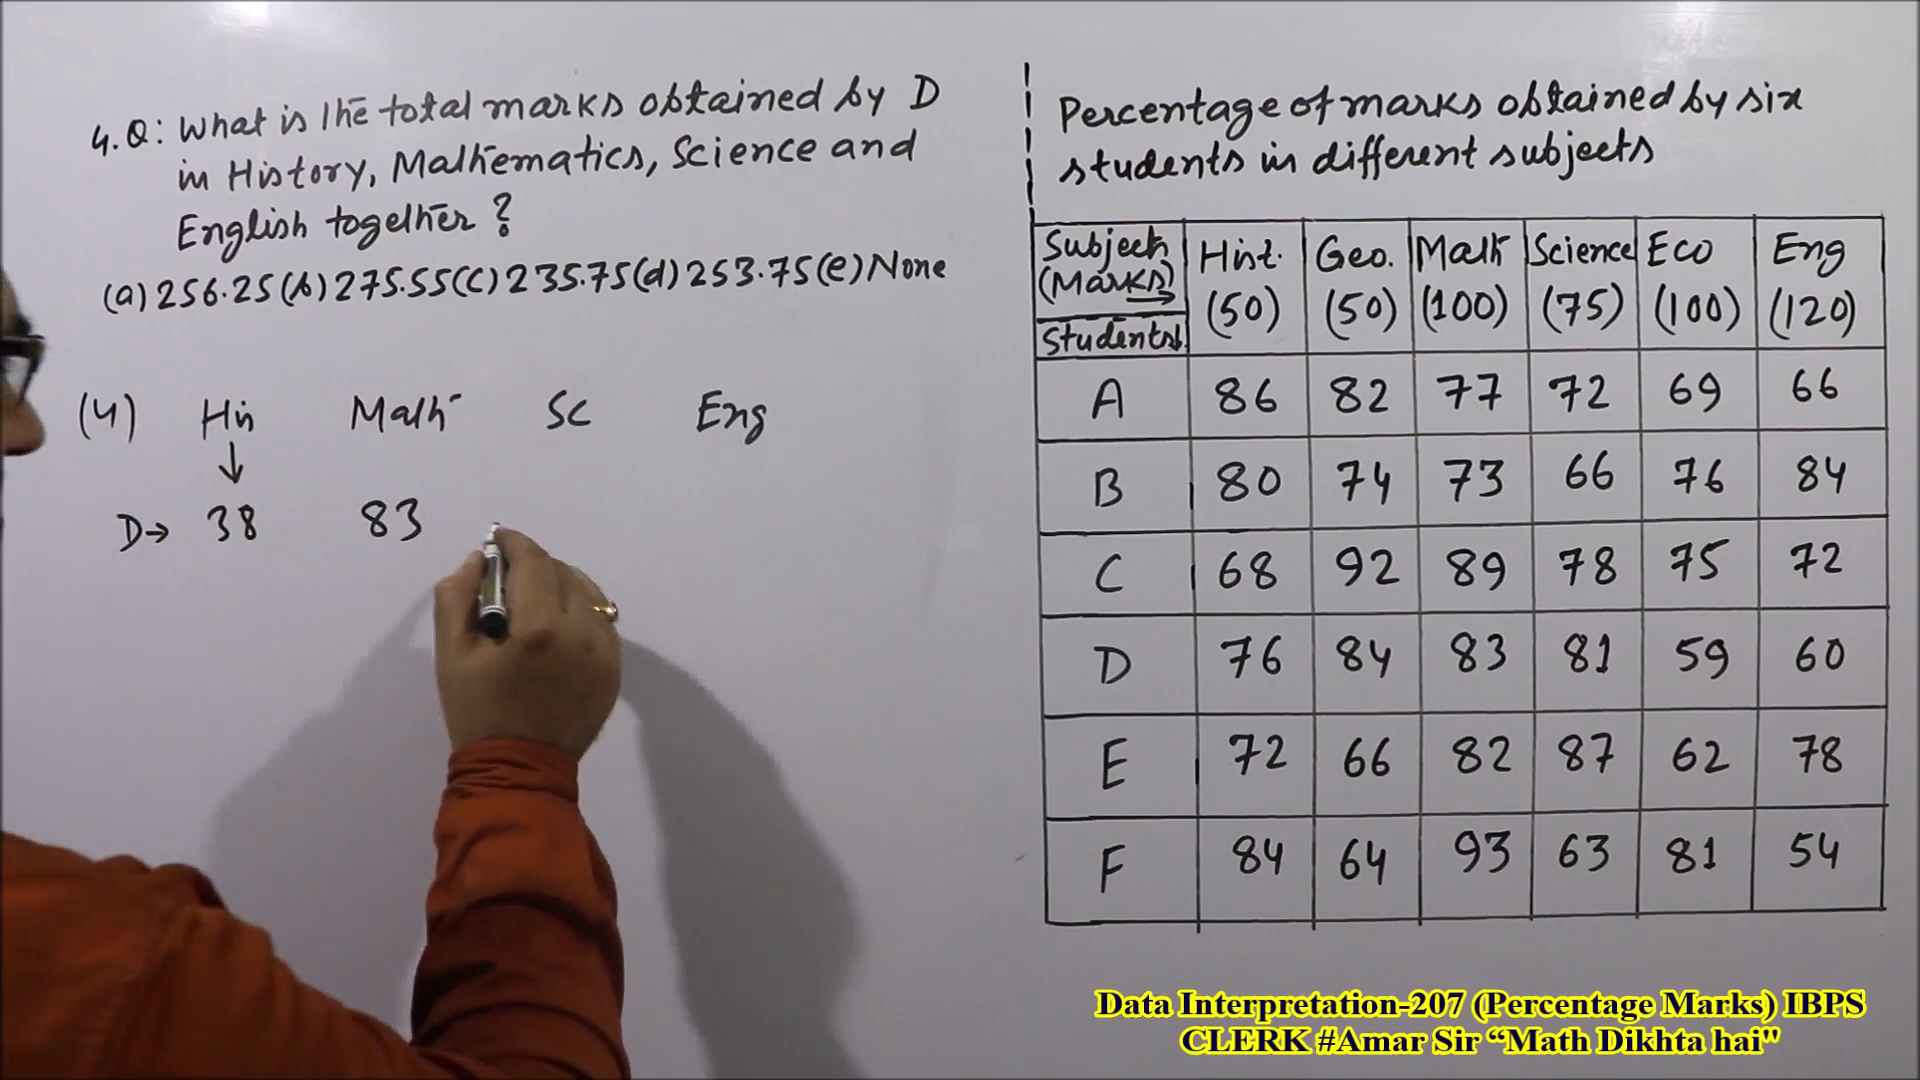 4.Q: What is the total marks obtained by D
in History, Mathematics, Science and
English together?
(a) 256.25 (b) 275.55 (c) 235.75 (d) 253.75 (e) None
(4) His Math Sc Eng
↓
D→ 38 83
Percentage of marks obtained by six
students in different subjects
Subject (Marks) → Students ↓ Hist. (50) Geo. (50) Math (100) Science (75) Eco (100) Eng (120)
A 86 82 77 72 69 66
B 80 74 73 66 76 84
C 68 92 89 78 75 72
D 76 84 83 81 59 60
E 72 66 82 87 62 78
F 84 64 93 63 81 54
Data Interpretation-207 (Percentage Marks) IBPS
CLERK #Amar Sir “Math Dikhta hai"